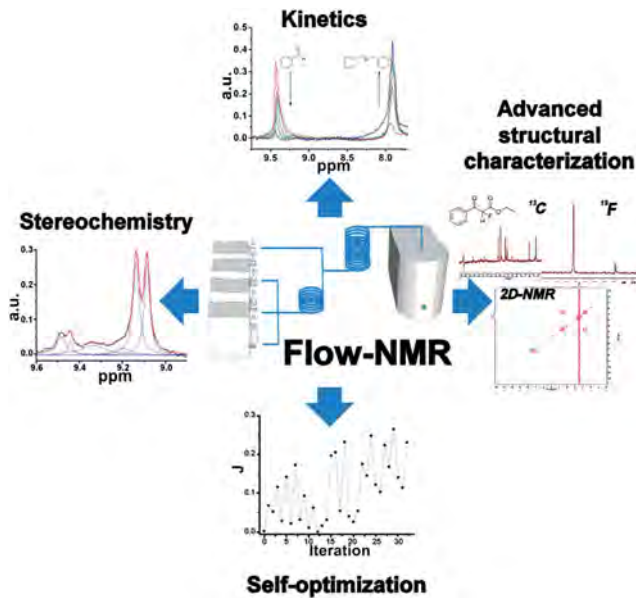 Kinetics
0.5
0.4
0.3
0.2
0.1
0.0
a.u.
9.5 9.0 8.5 8.0
ppm
Advanced
structural
characterization
¹³C
¹⁹F
2D-NMR
Stereochemistry
0.3
0.2
0.1
0.0
a.u.
9.6 9.4 9.2 9.0
ppm
Flow-NMR
0.3
0.2
0.1
0.0
J
0 5 10 15 20 25 30
Iteration
Self-optimization